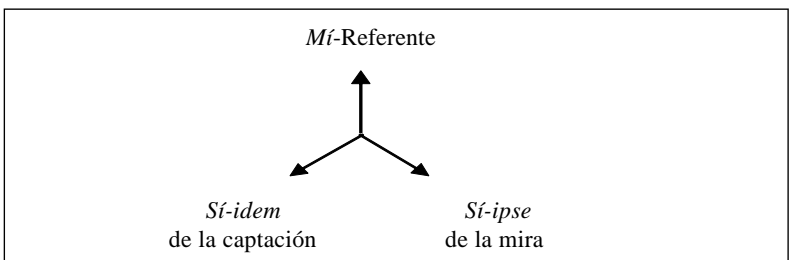 Mí-Referente
Sí-idem
de la captación
Sí-ipse
de la mira